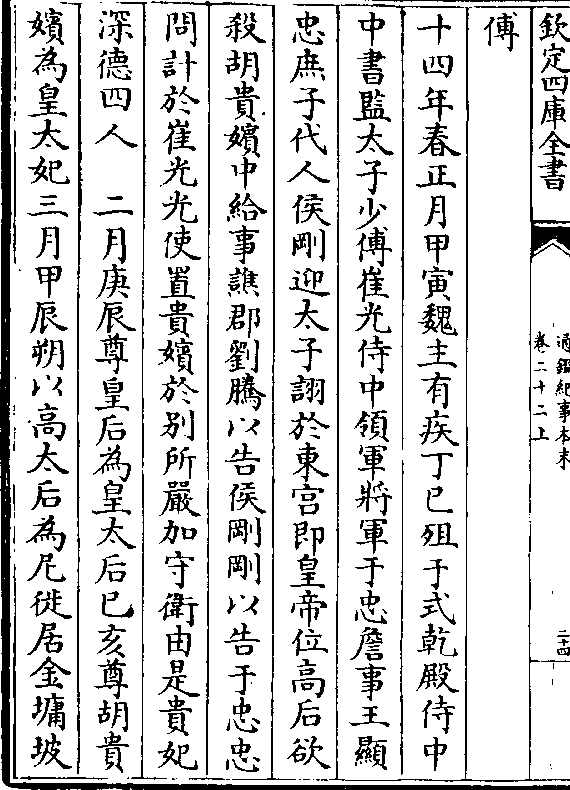 欽定四庫全書
通鑑紀事本末
卷二十二上
二十四
傅
十四年春正月甲寅魏主有疾丁巳殂于式乾殿侍中
中書監太子少傅崔光侍中領軍將軍于忠詹事王顯
忠庶子代人侯剛迎太子詡於東宫即皇帝位高后欲
殺胡貴嬪中給事譙郡劉騰以告侯剛剛以告于忠忠
問計於崔光光使置貴嬪於别所嚴加守衛由是貴妃
深德四人　二月庚辰尊皇后為皇太后已亥尊胡貴
嬪為皇太妃三月甲辰朔以高太后為尼徙居金墉坡